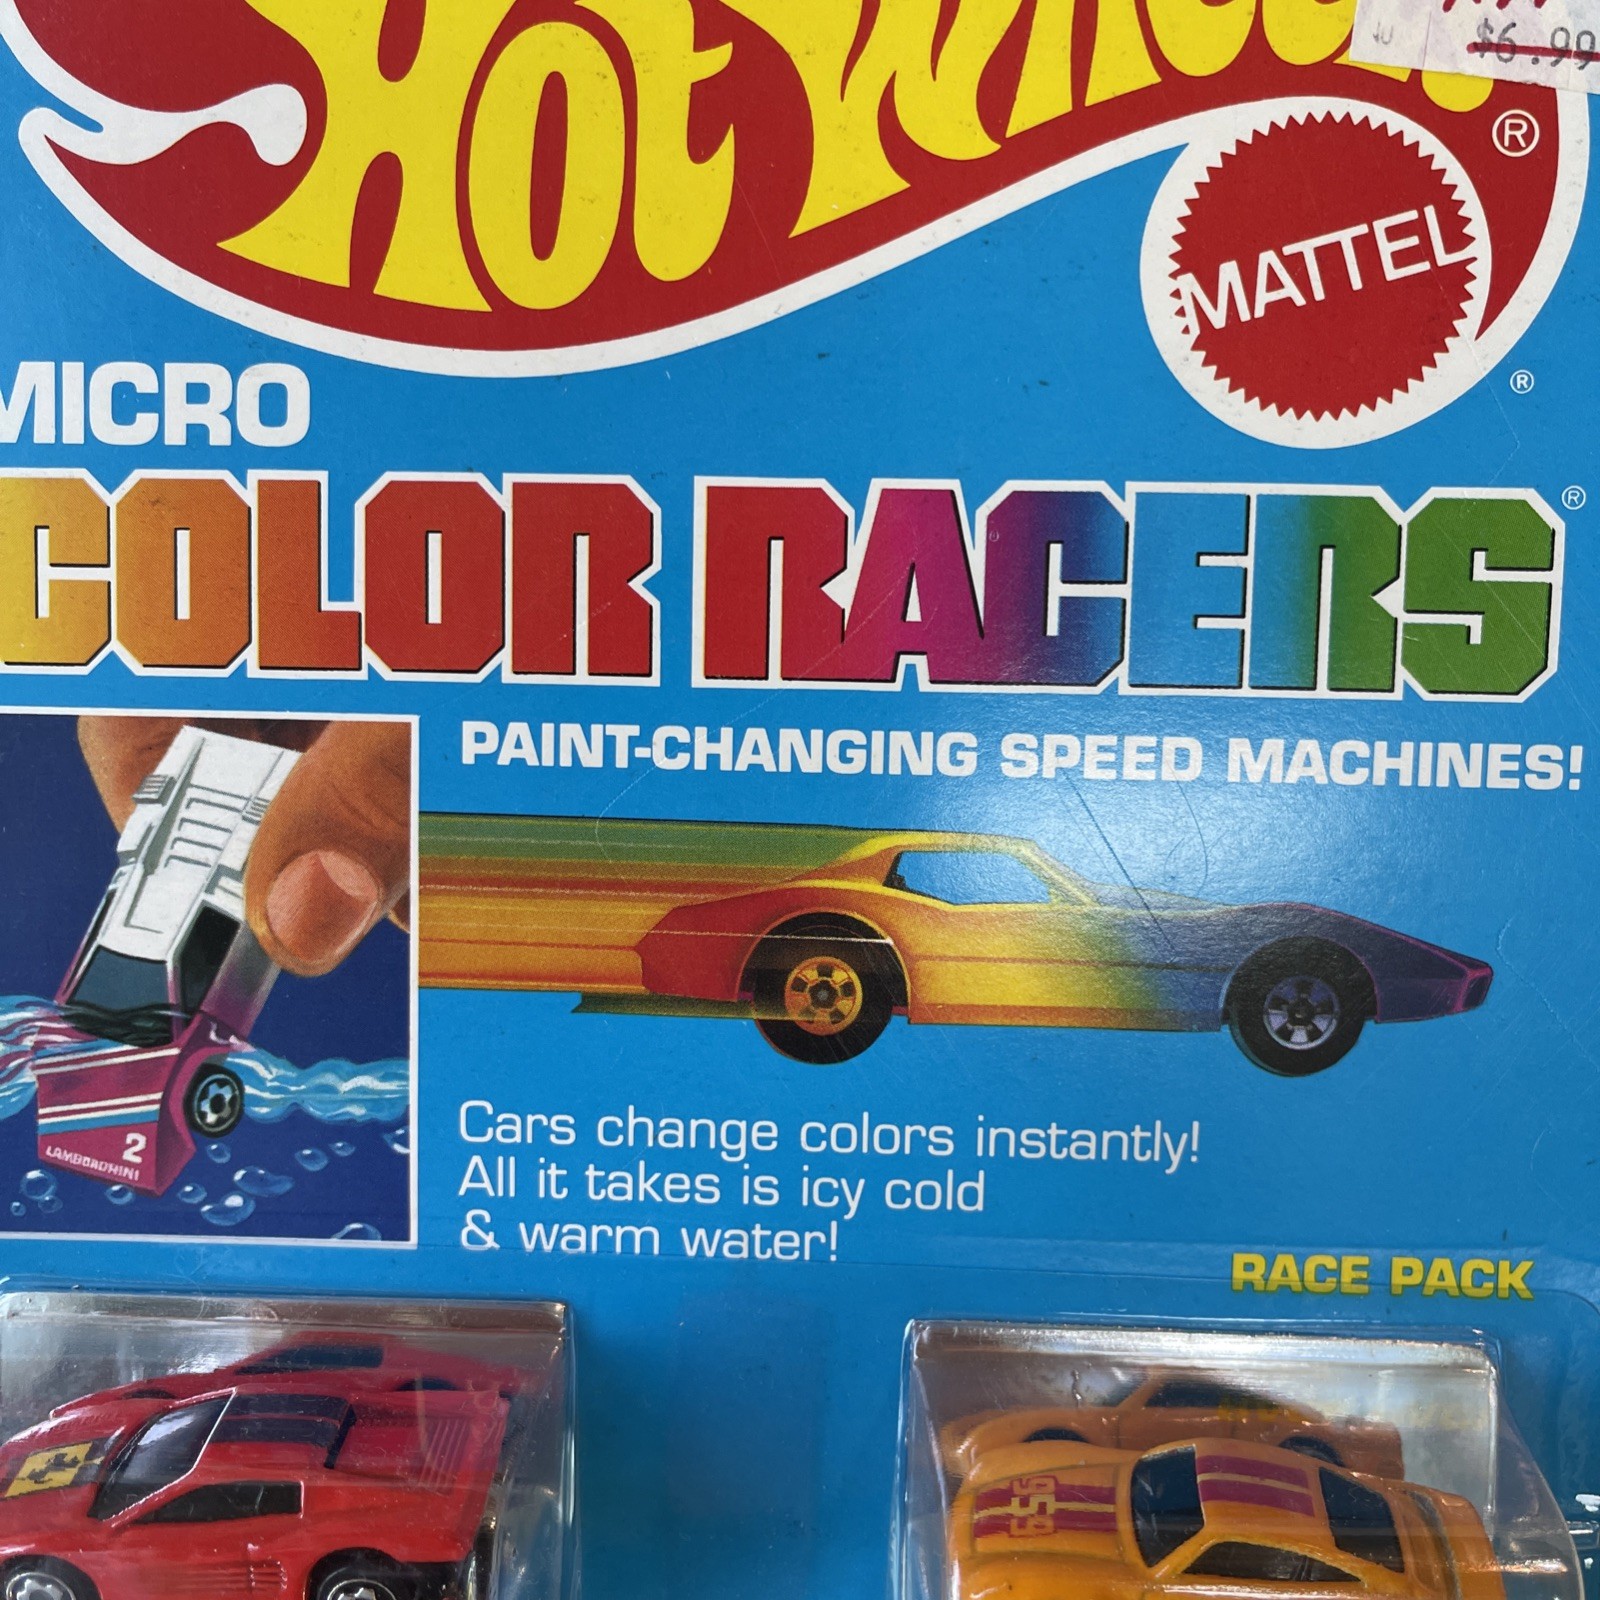 Hot Wheels
$6.99
®
MATTEL
®
MICRO
COLOR RACERS®
PAINT-CHANGING SPEED MACHINES!
2
LAMBORGHINI
Cars change colors instantly!
All it takes is icy cold
& warm water!
RACE PACK
959